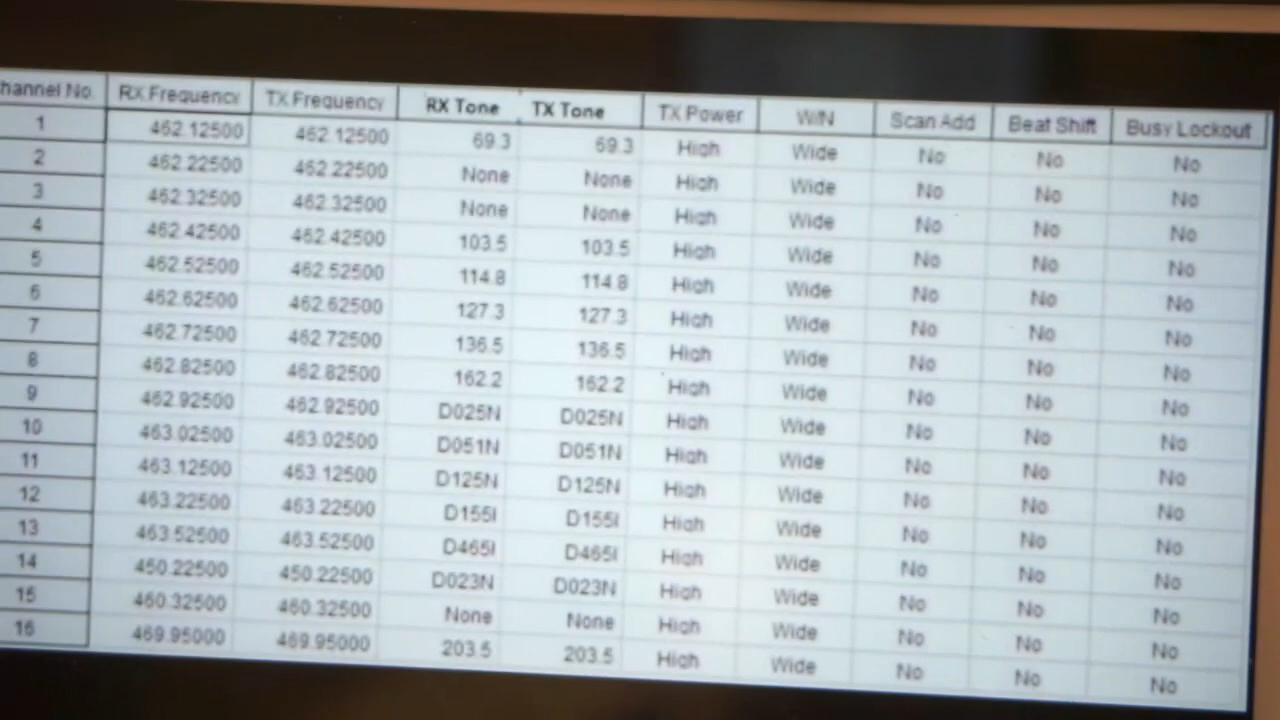 hannel No. RX Frequency TX Frequency RX Tone TX Tone TX Power W/N Scan Add Beat Shift Busy Lockout
1 462.12500 462.12500 69.3 69.3 High Wide No No No
2 462.22500 462.22500 None None High Wide No No No
3 462.32500 462.32500 None None High Wide No No No
4 462.42500 462.42500 103.5 103.5 High Wide No No No
5 462.52500 462.52500 114.8 114.8 High Wide No No No
6 462.62500 462.62500 127.3 127.3 High Wide No No No
7 462.72500 462.72500 136.5 136.5 High Wide No No No
8 462.82500 462.82500 162.2 162.2 High Wide No No No
9 462.92500 462.92500 D025N D025N High Wide No No No
10 463.02500 463.02500 D051N D051N High Wide No No No
11 463.12500 463.12500 D125N D125N High Wide No No No
12 463.22500 463.22500 D155I D155I High Wide No No No
13 463.52500 463.52500 D465I D465I High Wide No No No
14 450.22500 450.22500 D023N D023N High Wide No No No
15 460.32500 460.32500 None None High Wide No No No
16 469.95000 469.95000 203.5 203.5 High Wide No No No